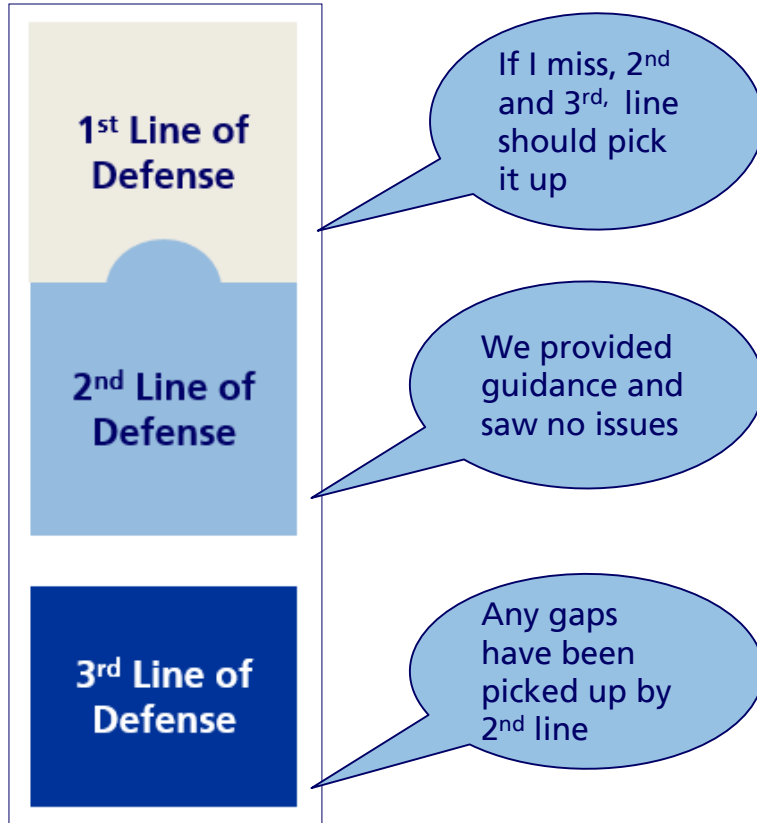 1st Line of
Defense
If I miss, 2nd
and 3rd, line
should pick
it up
2nd Line of
Defense
We provided
guidance and
saw no issues
3rd Line of
Defense
Any gaps
have been
picked up by
2nd line